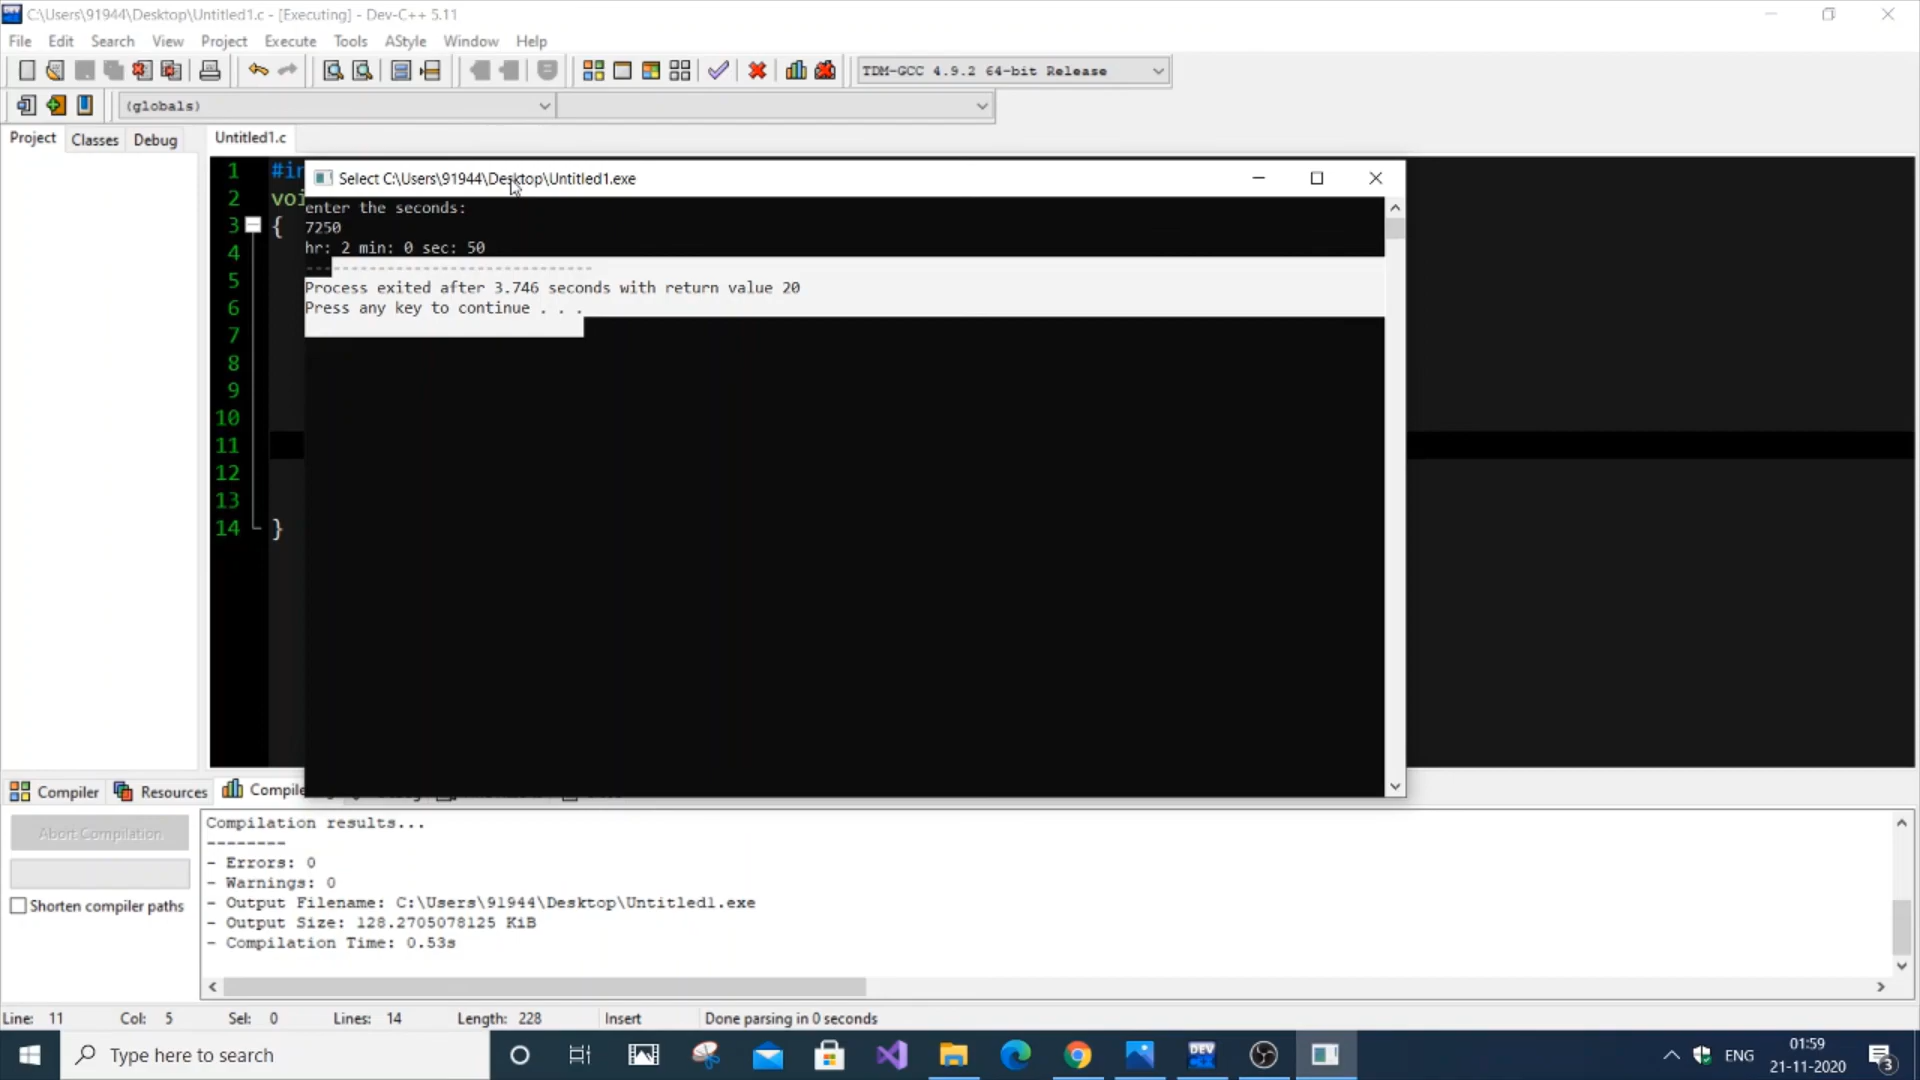 C:\Users\91944\Desktop\Untitled1.c - [Executing] - Dev-C++ 5.11
File Edit Search View Project Execute Tools AStyle Window Help
TDM-GCC 4.9.2 64-bit Release
(globals)
Project Classes Debug Untitled1.c
1 #in
2 voi
3 {
4
5
6
7
8
9
10
11
12
13
14 }
Select C:\Users\91944\Desktop\Untitled1.exe
enter the seconds:
7250
hr: 2 min: 0 sec: 50
--------------------------------
Process exited after 3.746 seconds with return value 20
Press any key to continue . . .
Compiler Resources Compile
Abort Compilation
Shorten compiler paths
Compilation results...
--------
- Errors: 0
- Warnings: 0
- Output Filename: C:\Users\91944\Desktop\Untitled1.exe
- Output Size: 128.2705078125 KiB
- Compilation Time: 0.53s
Line: 11 Col: 5 Sel: 0 Lines: 14 Length: 228 Insert Done parsing in 0 seconds
Type here to search
DEV
ENG
01:59
21-11-2020
3